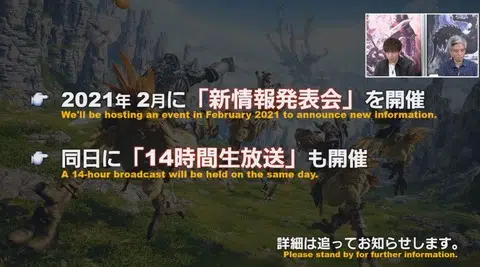 2021年 2月に「新情報発表会」を開催
We'll be hosting an event in February 2021 to announce new information.
同日に「14時間生放送」も開催
A 14-hour broadcast will be held on the same day.
詳細は追ってお知らせします。
Please stand by for further information.